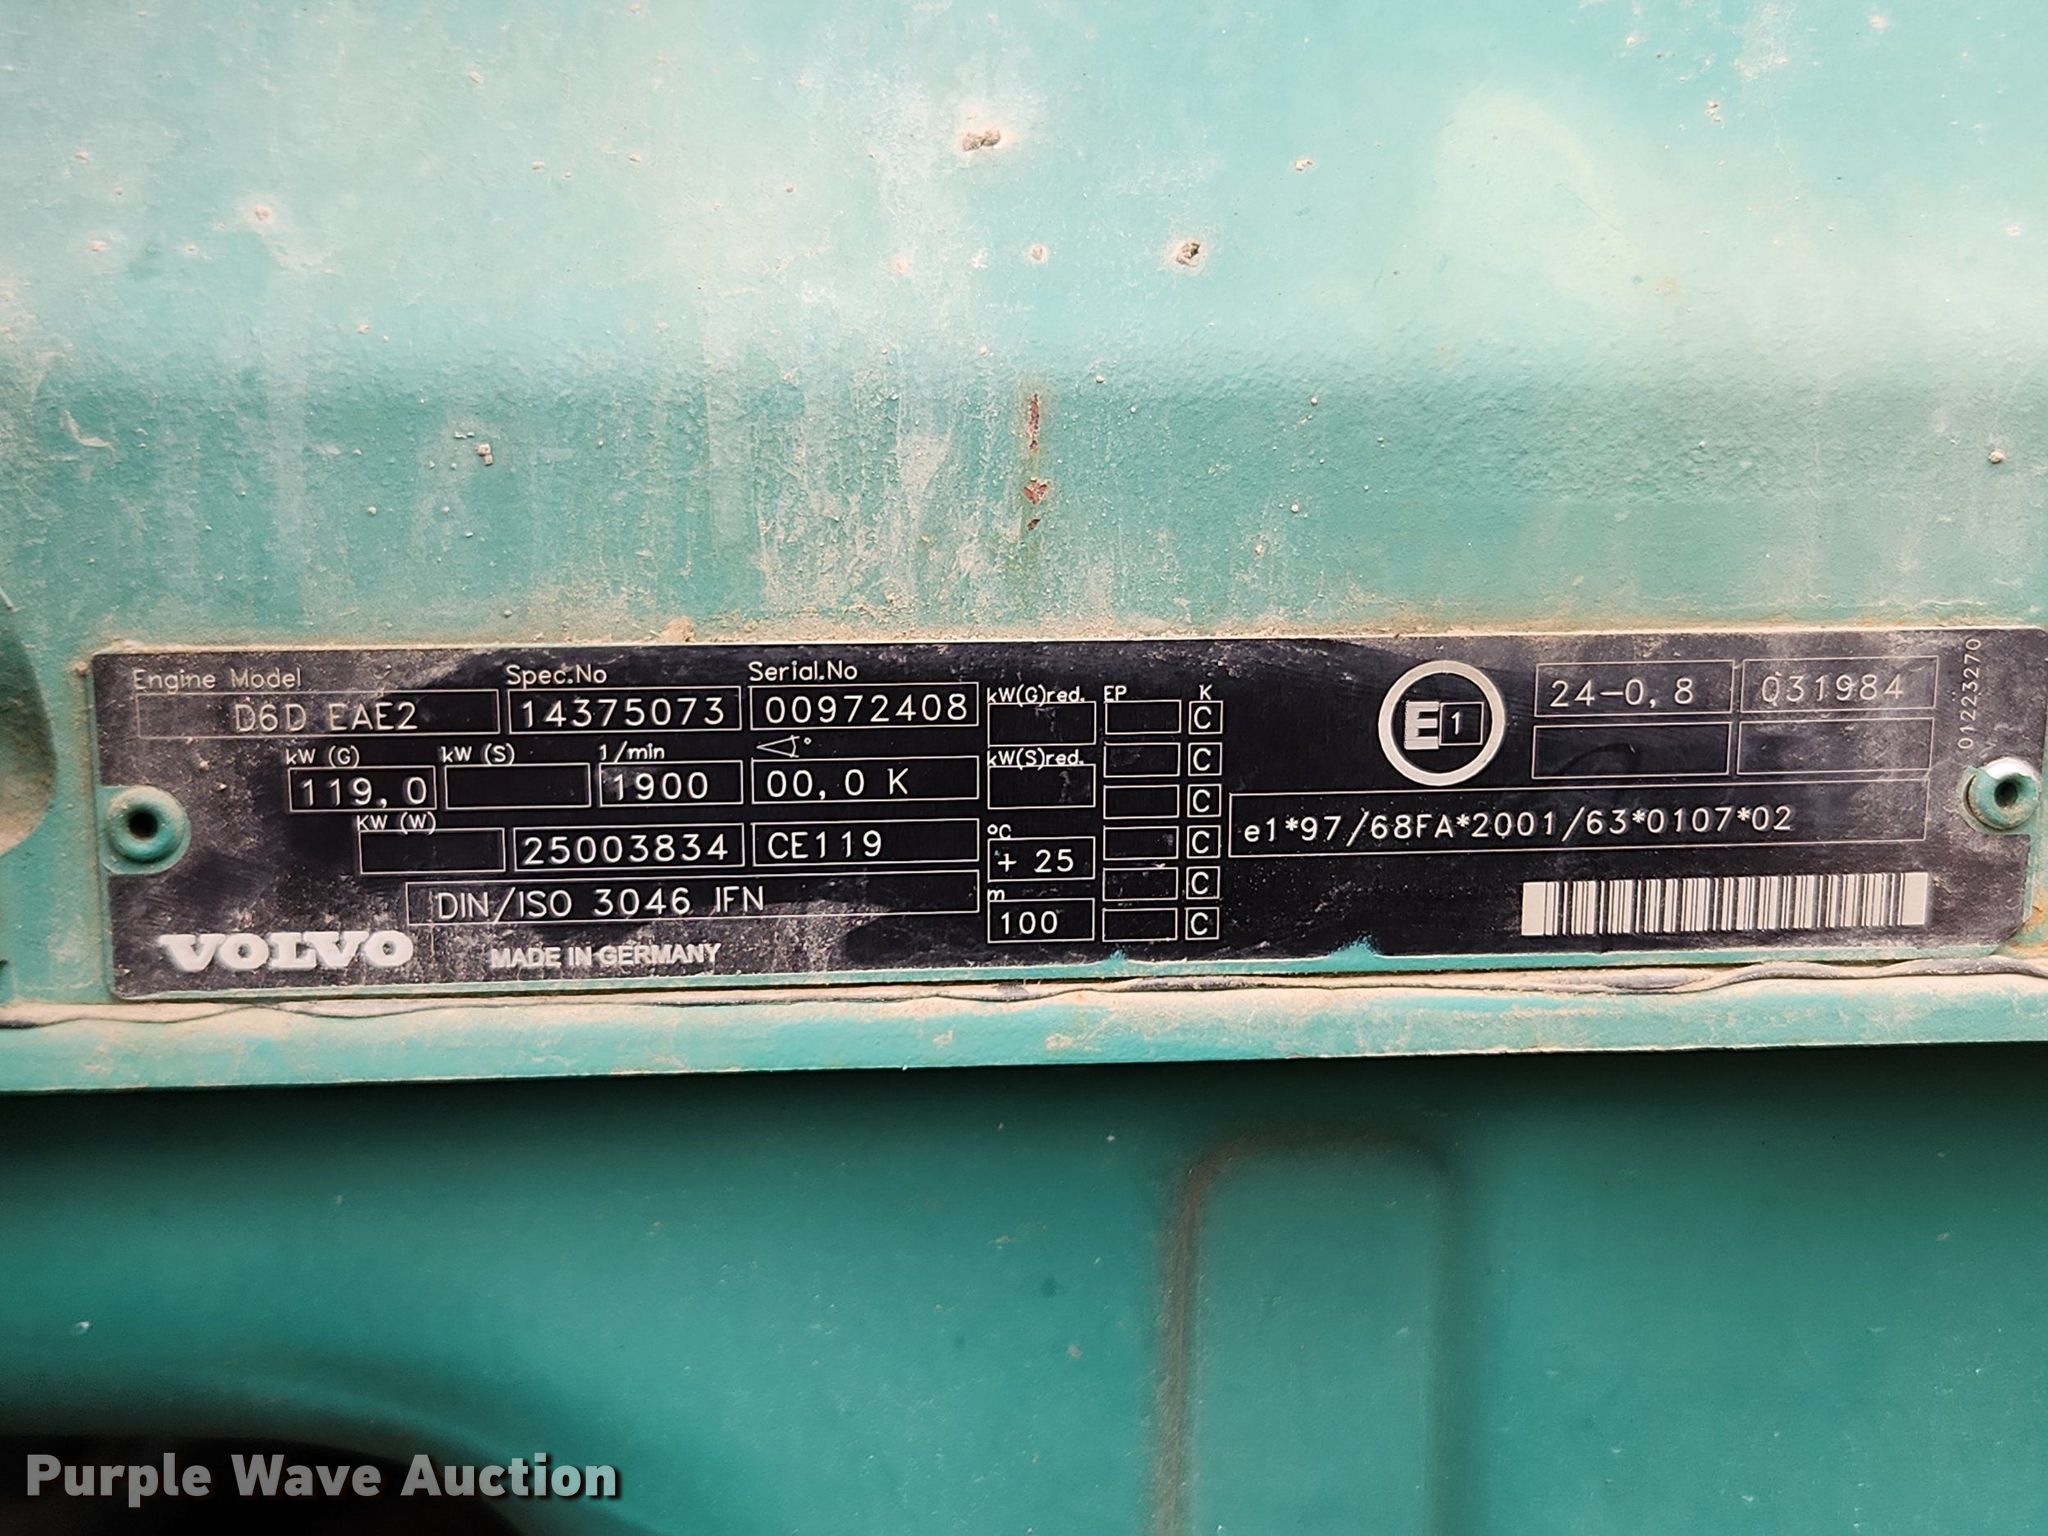 Engine Model Spec.No Serial.No
D6D EAE2 14375073 00972408
kW (G) kW (S) 1/min °
119,0 1900 00,0 K
KW (W)
25003834 CE119
DIN/ISO 3046 IFN
VOLVO MADE IN GERMANY
kW(G)red. EP K
C
kW(S)red. C
C
°C C
+ 25
m C
100 C
E 1
24-0,8 031984
e1*97/68FA*2001/63*0107*02
01223270
Purple Wave Auction